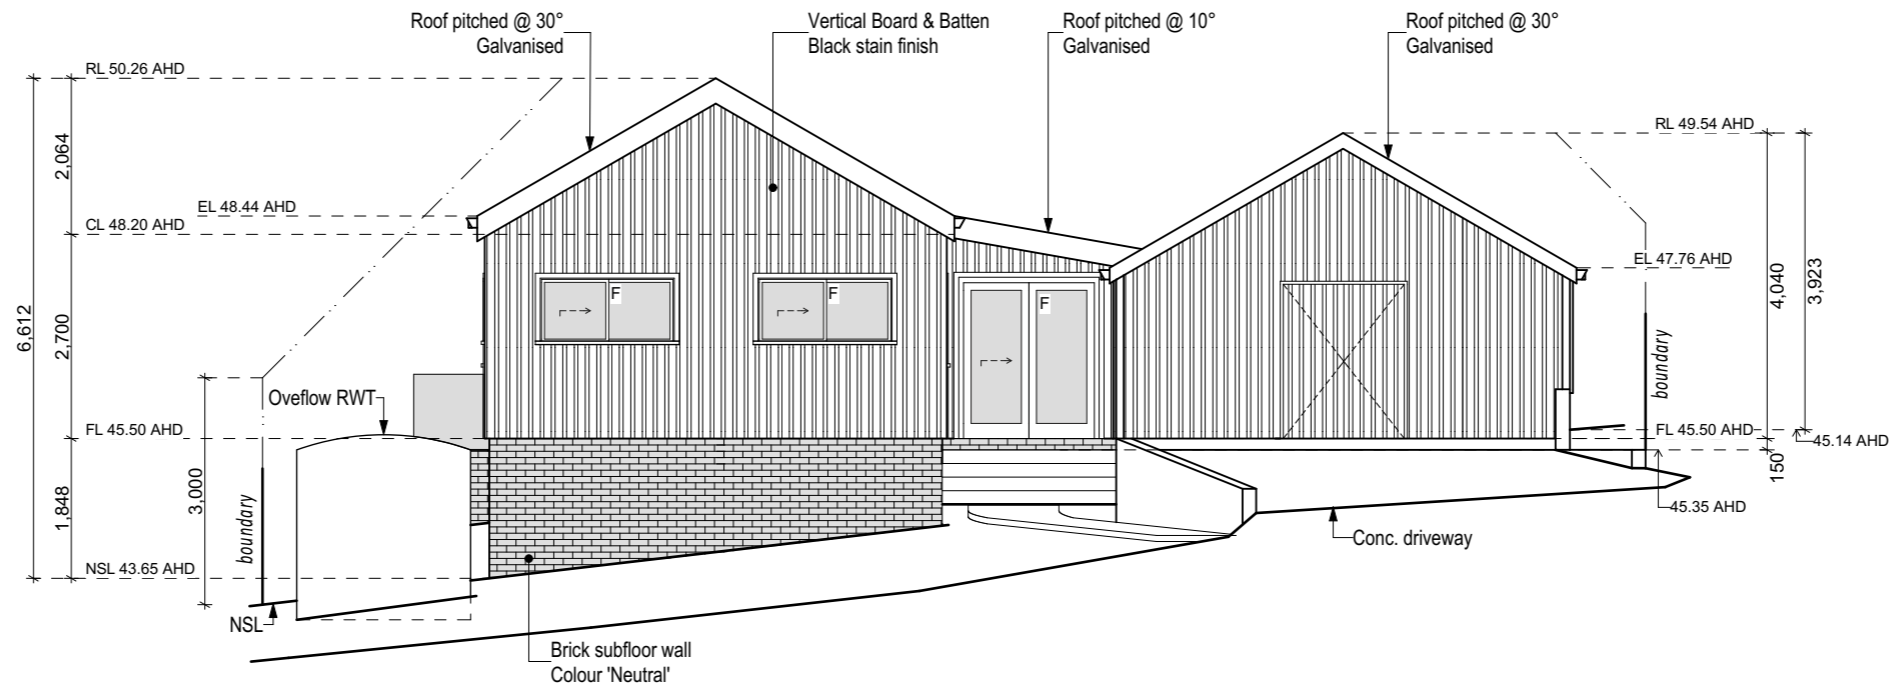 Roof pitched @ 30°
Galvanised
Vertical Board & Batten
Black stain finish
Roof pitched @ 10°
Galvanised
Roof pitched @ 30°
Galvanised
RL 50.26 AHD
RL 49.54 AHD
2,064
EL 48.44 AHD
CL 48.20 AHD
EL 47.76 AHD
4,040
3,923
6,612
2,700
F
F
F
boundary
Oveflow RWT
FL 45.50 AHD
FL 45.50 AHD
45.14 AHD
150
45.35 AHD
3,000
1,848
boundary
Conc. driveway
NSL 43.65 AHD
NSL
Brick subfloor wall
Colour 'Neutral'